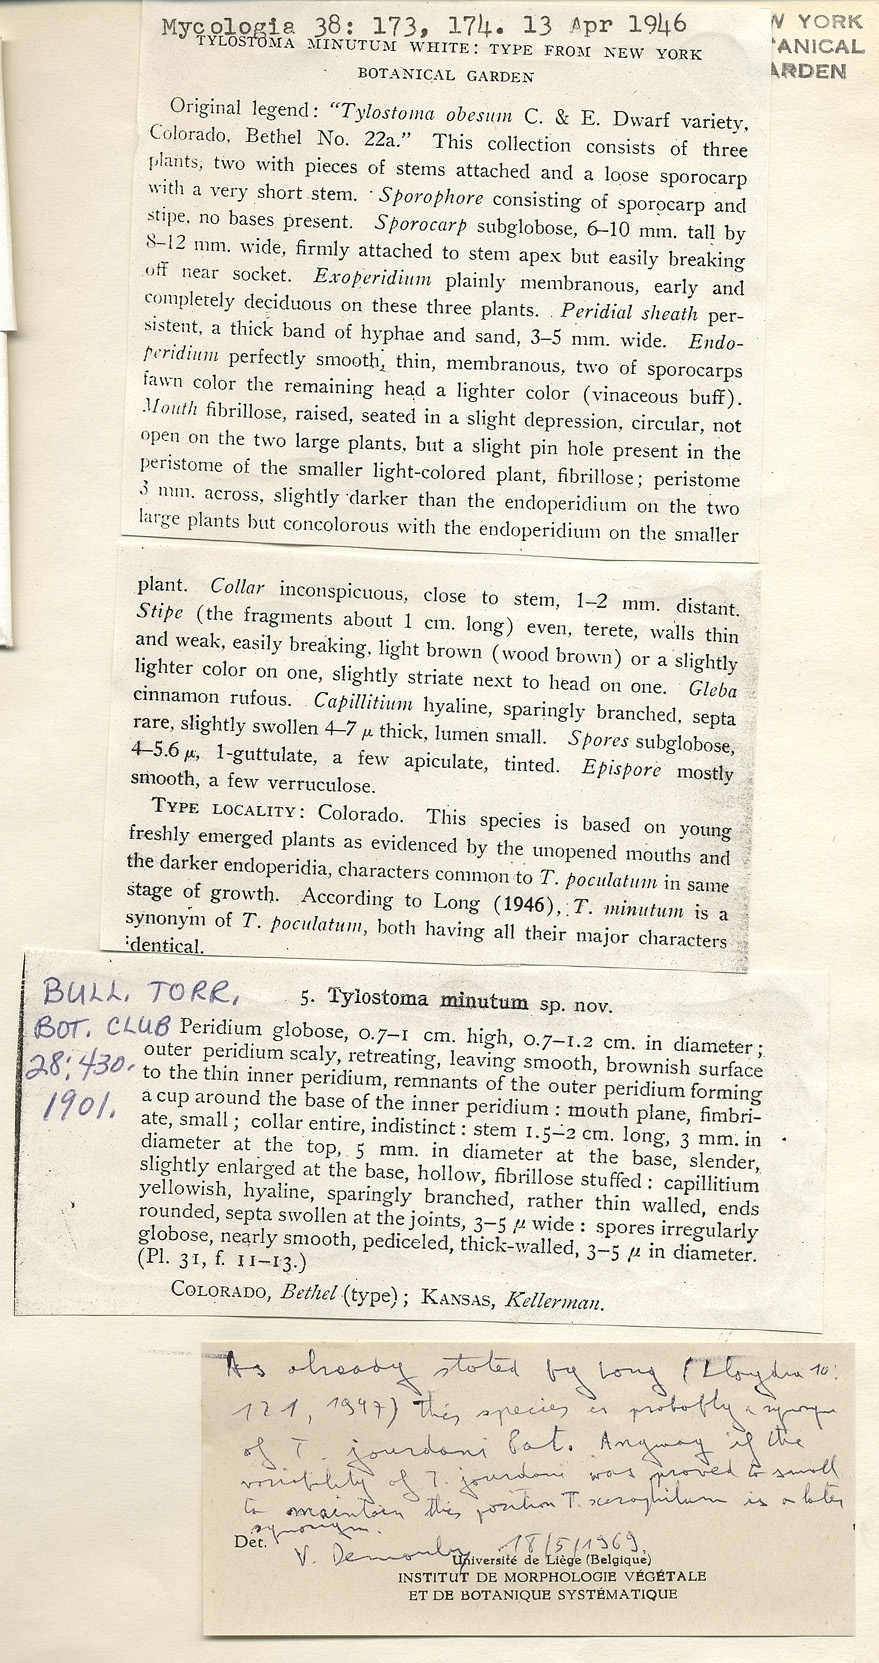 Mycologia 38: 173, 174. 13 Apr 1946
W YORK
TANICAL
ARDEN
TYLOSTOMA MINUTUM WHITE: TYPE FROM NEW YORK
BOTANICAL GARDEN
Original legend: "Tylostoma obesum C. & E. Dwarf variety,
Colorado, Bethel No. 22a." This collection consists of three
plants, two with pieces of stems attached and a loose sporocarp
with a very short stem. Sporophore consisting of sporocarp and
stipe, no bases present. Sporocarp subglobose, 6–10 mm. tall by
8–12 mm. wide, firmly attached to stem apex but easily breaking
off near socket. Exoperidium plainly membranous, early and
completely deciduous on these three plants. Peridial sheath per-
sistent, a thick band of hyphae and sand, 3–5 mm. wide. Endo-
peridium perfectly smooth, thin, membranous, two of sporocarps
fawn color the remaining head a lighter color (vinaceous buff).
Mouth fibrillose, raised, seated in a slight depression, circular, not
open on the two large plants, but a slight pin hole present in the
peristome of the smaller light-colored plant, fibrillose; peristome
3 mm. across, slightly darker than the endoperidium on the two
large plants but concolorous with the endoperidium on the smaller
plant. Collar inconspicuous, close to stem, 1–2 mm. distant.
Stipe (the fragments about 1 cm. long) even, terete, walls thin
and weak, easily breaking, light brown (wood brown) or a slightly
lighter color on one, slightly striate next to head on one. Gleba
cinnamon rufous. Capillitium hyaline, sparingly branched, septa
rare, slightly swollen 4–7 μ thick, lumen small. Spores subglobose,
4–5.6 μ, 1-guttulate, a few apiculate, tinted. Epispore mostly
smooth, a few verruculose.
TYPE LOCALITY: Colorado. This species is based on young
freshly emerged plants as evidenced by the unopened mouths and
the darker endoperidia, characters common to T. poculatum in same
stage of growth. According to Long (1946), T. minutum is a
synonym of T. poculatum, both having all their major characters
identical.
BULL. TORR.
BOT. CLUB
28: 430.
1901.
5. Tylostoma minutum sp. nov.
Peridium globose, 0.7–1 cm. high, 0.7–1.2 cm. in diameter;
outer peridium scaly, retreating, leaving smooth, brownish surface
to the thin inner peridium, remnants of the outer peridium forming
a cup around the base of the inner peridium: mouth plane, fimbri-
ate, small; collar entire, indistinct: stem 1.5–2 cm. long, 3 mm. in
diameter at the top, 5 mm. in diameter at the base, slender,
slightly enlarged at the base, hollow, fibrillose stuffed: capillitium
yellowish, hyaline, sparingly branched, rather thin walled, ends
rounded, septa swollen at the joints, 3–5 μ wide: spores irregularly
globose, nearly smooth, pediceled, thick-walled, 3–5 μ in diameter.
(Pl. 31, f. 11–13.)
COLORADO, Bethel (type); KANSAS, Kellerman.
As already stated by Long (Lloydia 10:
121, 1947) this species is probably a synonym
of T. jourdani Pat. Anyway if the
variability of T. jourdani was proved to small
to maintain this position T. xerophilum is a later
synonym.
Det. V. Demoulin 18/5/1969.
Université de Liège (Belgique)
INSTITUT DE MORPHOLOGIE VÉGÉTALE
ET DE BOTANIQUE SYSTÉMATIQUE